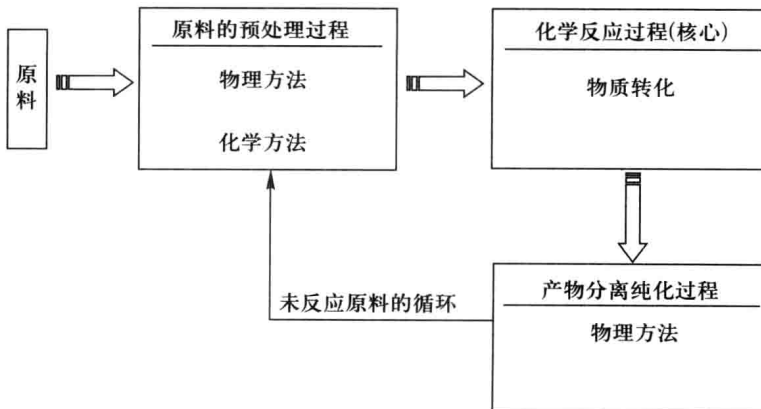 原料
原料的预处理过程
物理方法
化学方法
化学反应过程(核心)
物质转化
产物分离纯化过程
物理方法
未反应原料的循环